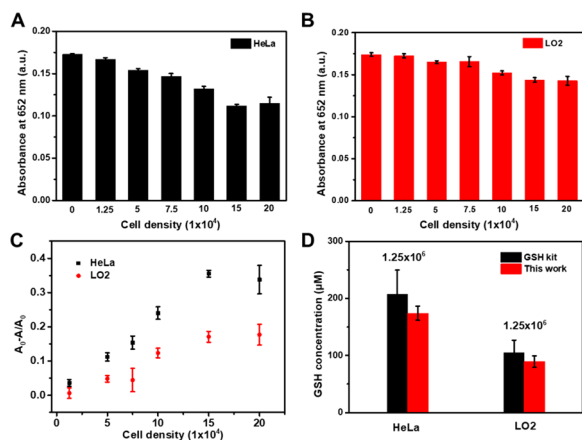 A
HeLa
Absorbance at 652 nm (a.u.)
0.20
0.15
0.10
0.05
0.00
0 1.25 5 7.5 10 15 20
Cell density (1x10⁴)
B
LO2
Absorbance at 652 nm (a.u.)
0.20
0.15
0.10
0.05
0.00
0 1.25 5 7.5 10 15 20
Cell density (1x10⁴)
C
HeLa
LO2
A₀-A/A₀
0.4
0.3
0.2
0.1
0.0
0 5 10 15 20
Cell density (1x10⁴)
D
GSH kit
This work
1.25x10⁶
1.25x10⁶
GSH concentration (µM)
300
200
100
0
HeLa LO2